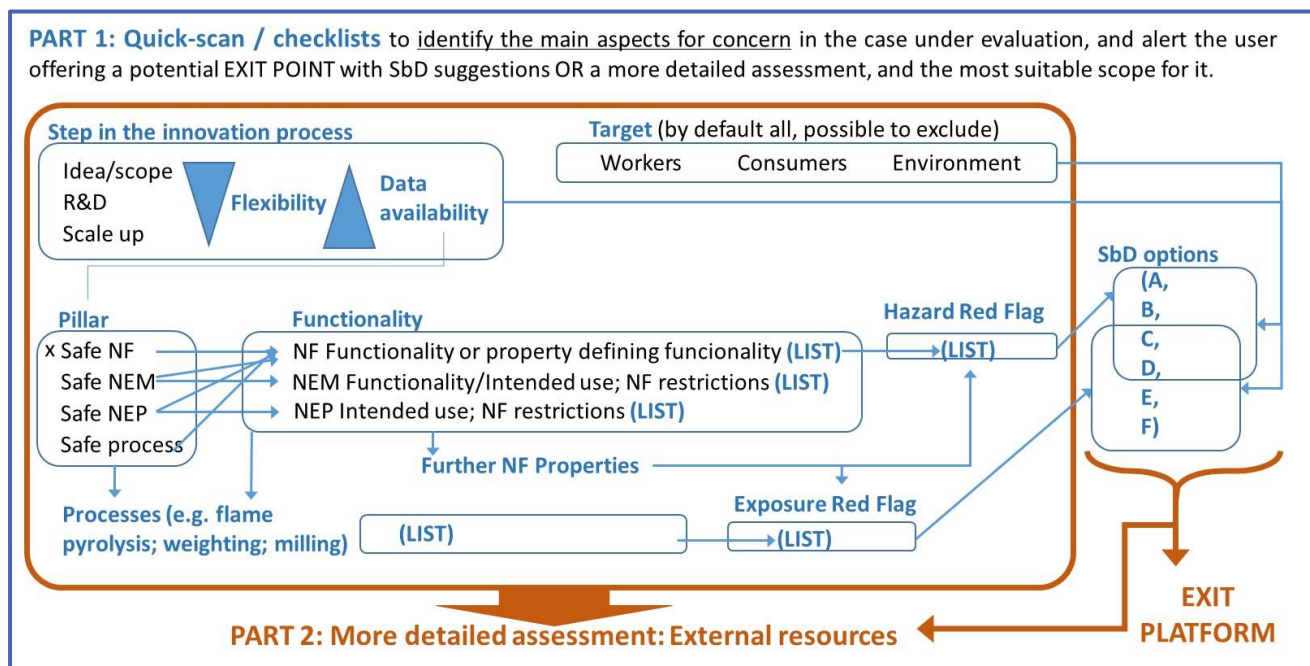 PART 1: Quick-scan / checklists to identify the main aspects for concern in the case under evaluation, and alert the user
offering a potential EXIT POINT with SbD suggestions OR a more detailed assessment, and the most suitable scope for it.
Step in the innovation process
Idea/scope
R&D
Scale up
Flexibility
Data
availability
Target (by default all, possible to exclude)
Workers Consumers Environment
SbD options
(A,
B,
C,
D,
E,
F)
Pillar
x Safe NF
Safe NEM
Safe NEP
Safe process
Functionality
NF Functionality or property defining funcionality (LIST)
NEM Functionality/Intended use; NF restrictions (LIST)
NEP Intended use; NF restrictions (LIST)
Hazard Red Flag
(LIST)
Further NF Properties
Processes (e.g. flame
pyrolysis; weighting; milling)
(LIST)
Exposure Red Flag
(LIST)
EXIT
PLATFORM
PART 2: More detailed assessment: External resources